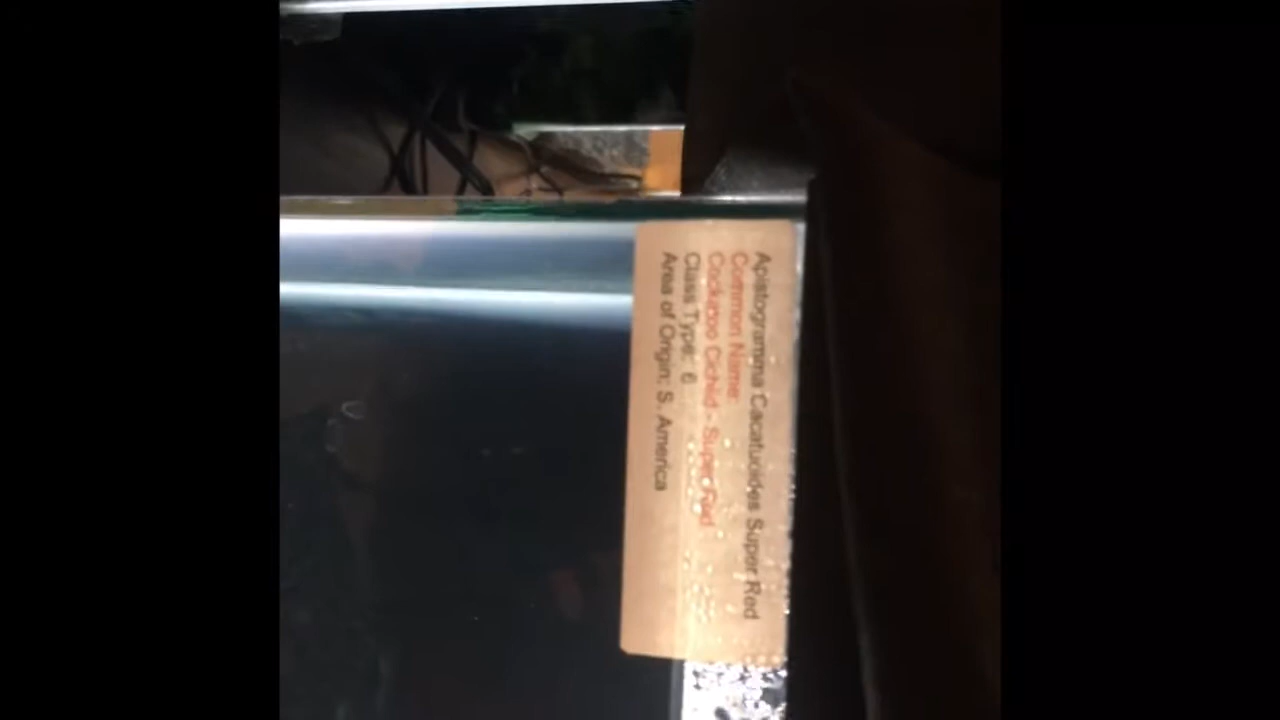 Apistogramma Cacatuoides Super Red
Common Name:
Cockatoo Cichlid - Super Red
Class Type: 6
Area of Origin: S. America